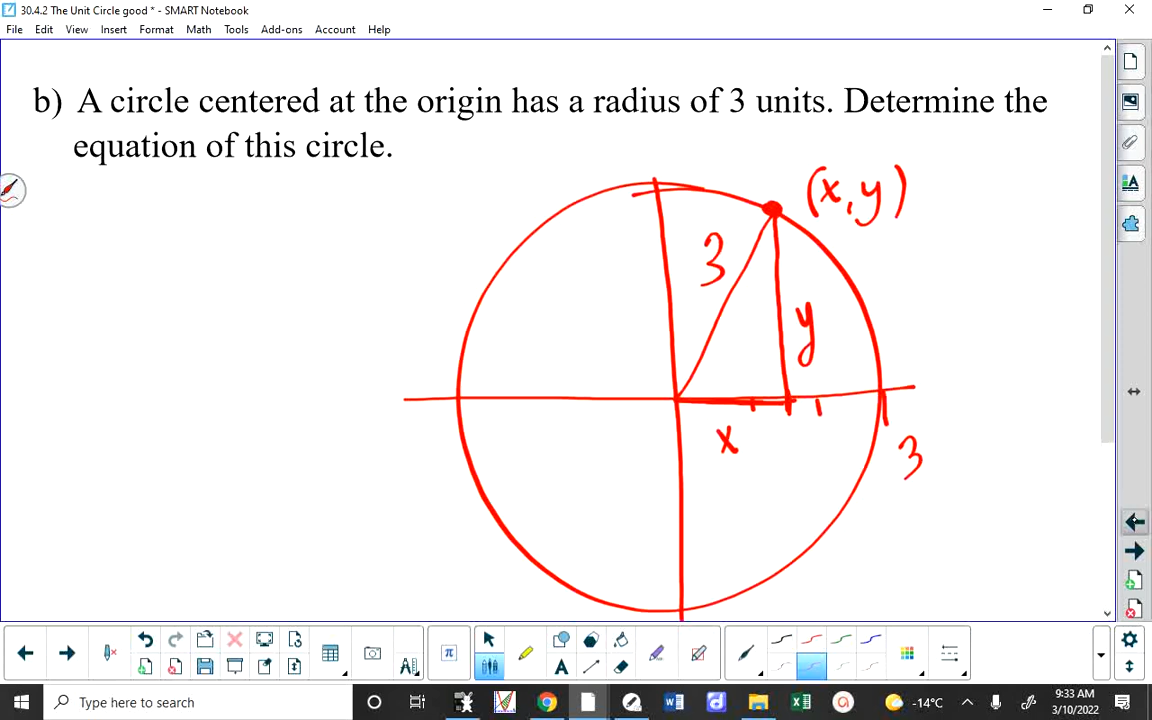 30.4.2 The Unit Circle good * - SMART Notebook
File Edit View Insert Format Math Tools Add-ons Account Help
b) A circle centered at the origin has a radius of 3 units. Determine the
equation of this circle.
(x, y)
3
y
x
3
π
A
Type here to search
-14°C
9:33 AM
3/10/2022